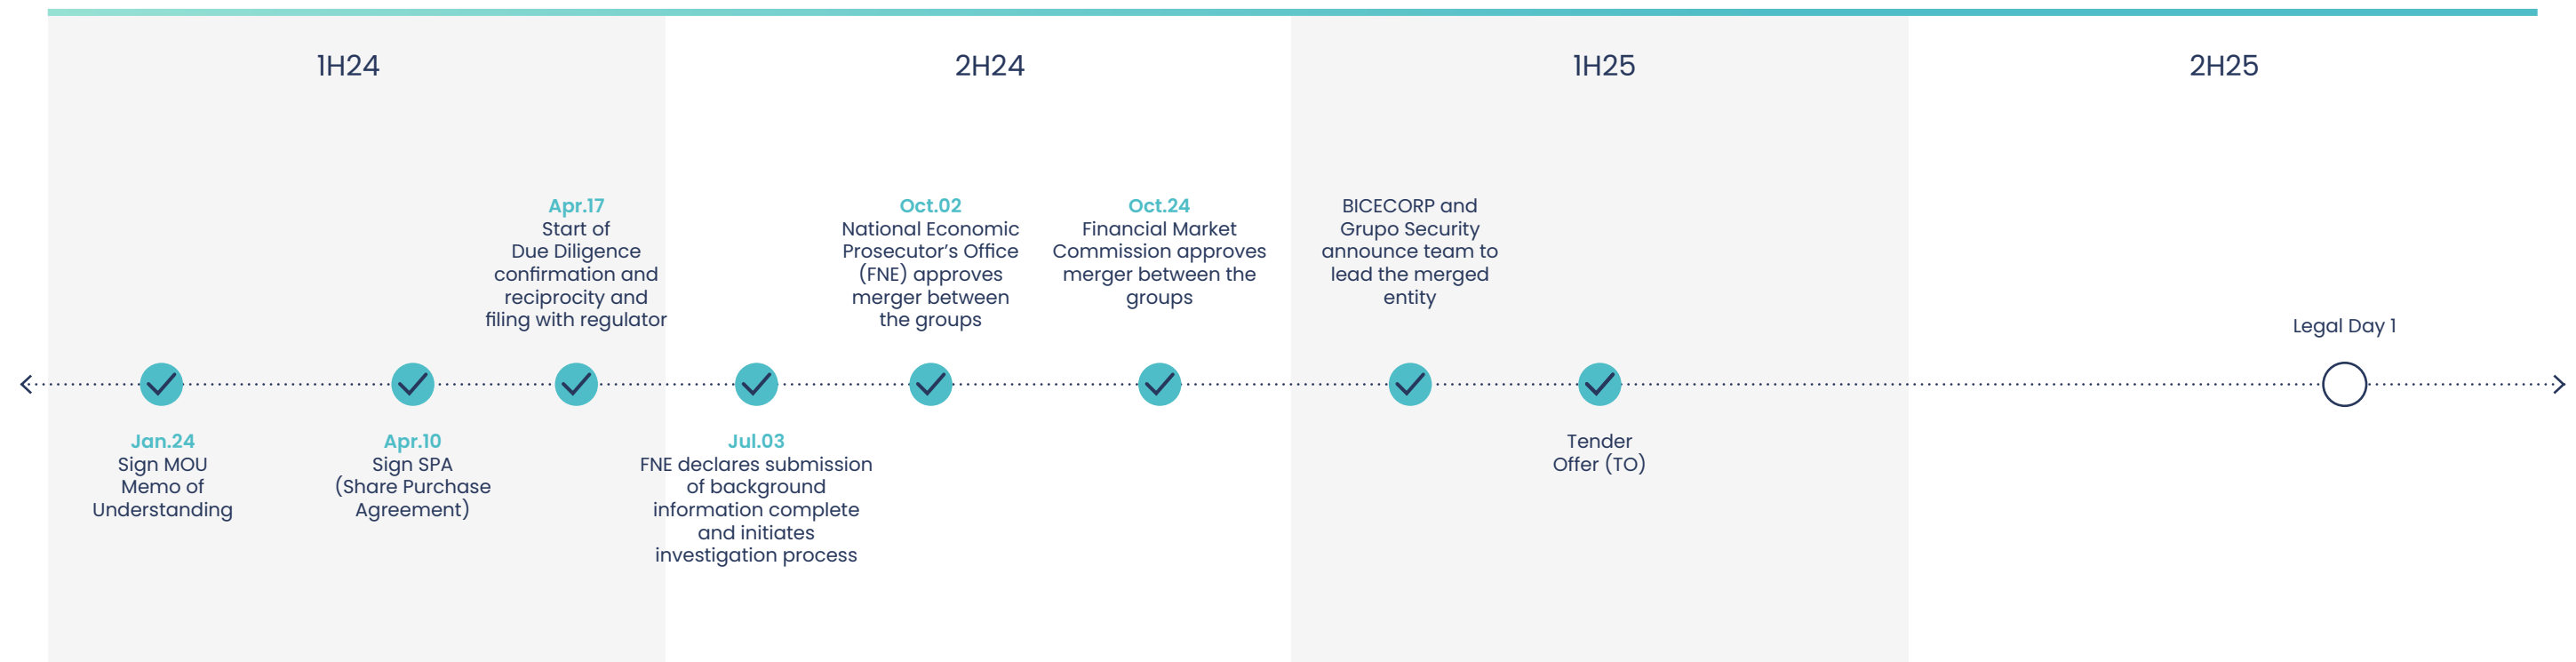 1H24
2H24
1H25
2H25
Apr.17
Start of
Due Diligence
confirmation and
reciprocity and
filing with regulator
Oct.02
National Economic
Prosecutor’s Office
(FNE) approves
merger between
the groups
Oct.24
Financial Market
Commission approves
merger between the
groups
BICECORP and
Grupo Security
announce team to
lead the merged
entity
Legal Day 1
Jan.24
Sign MOU
Memo of
Understanding
Apr.10
Sign SPA
(Share Purchase
Agreement)
Jul.03
FNE declares submission
of background
information complete
and initiates
investigation process
Tender
Offer (TO)